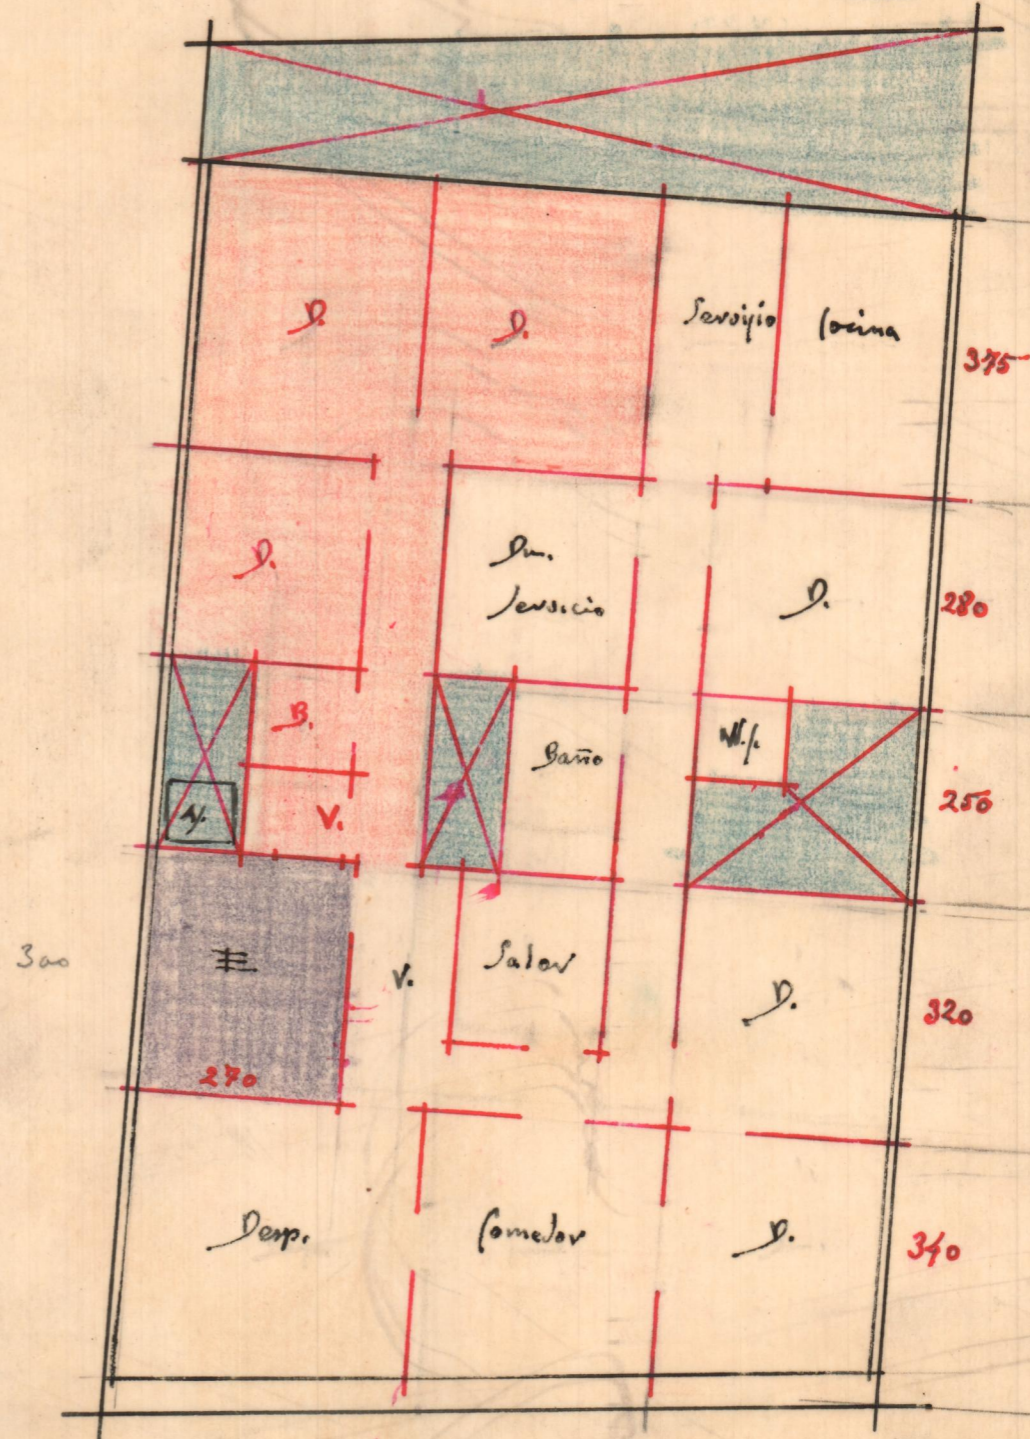 D.
D.
Servicio
Cocina
375
D.
Dm.
Servicio
D.
280
B.
Baño
W.c.
250
V.
V.
Salon
D.
300
320
270
Desp.
Comedor
D.
340